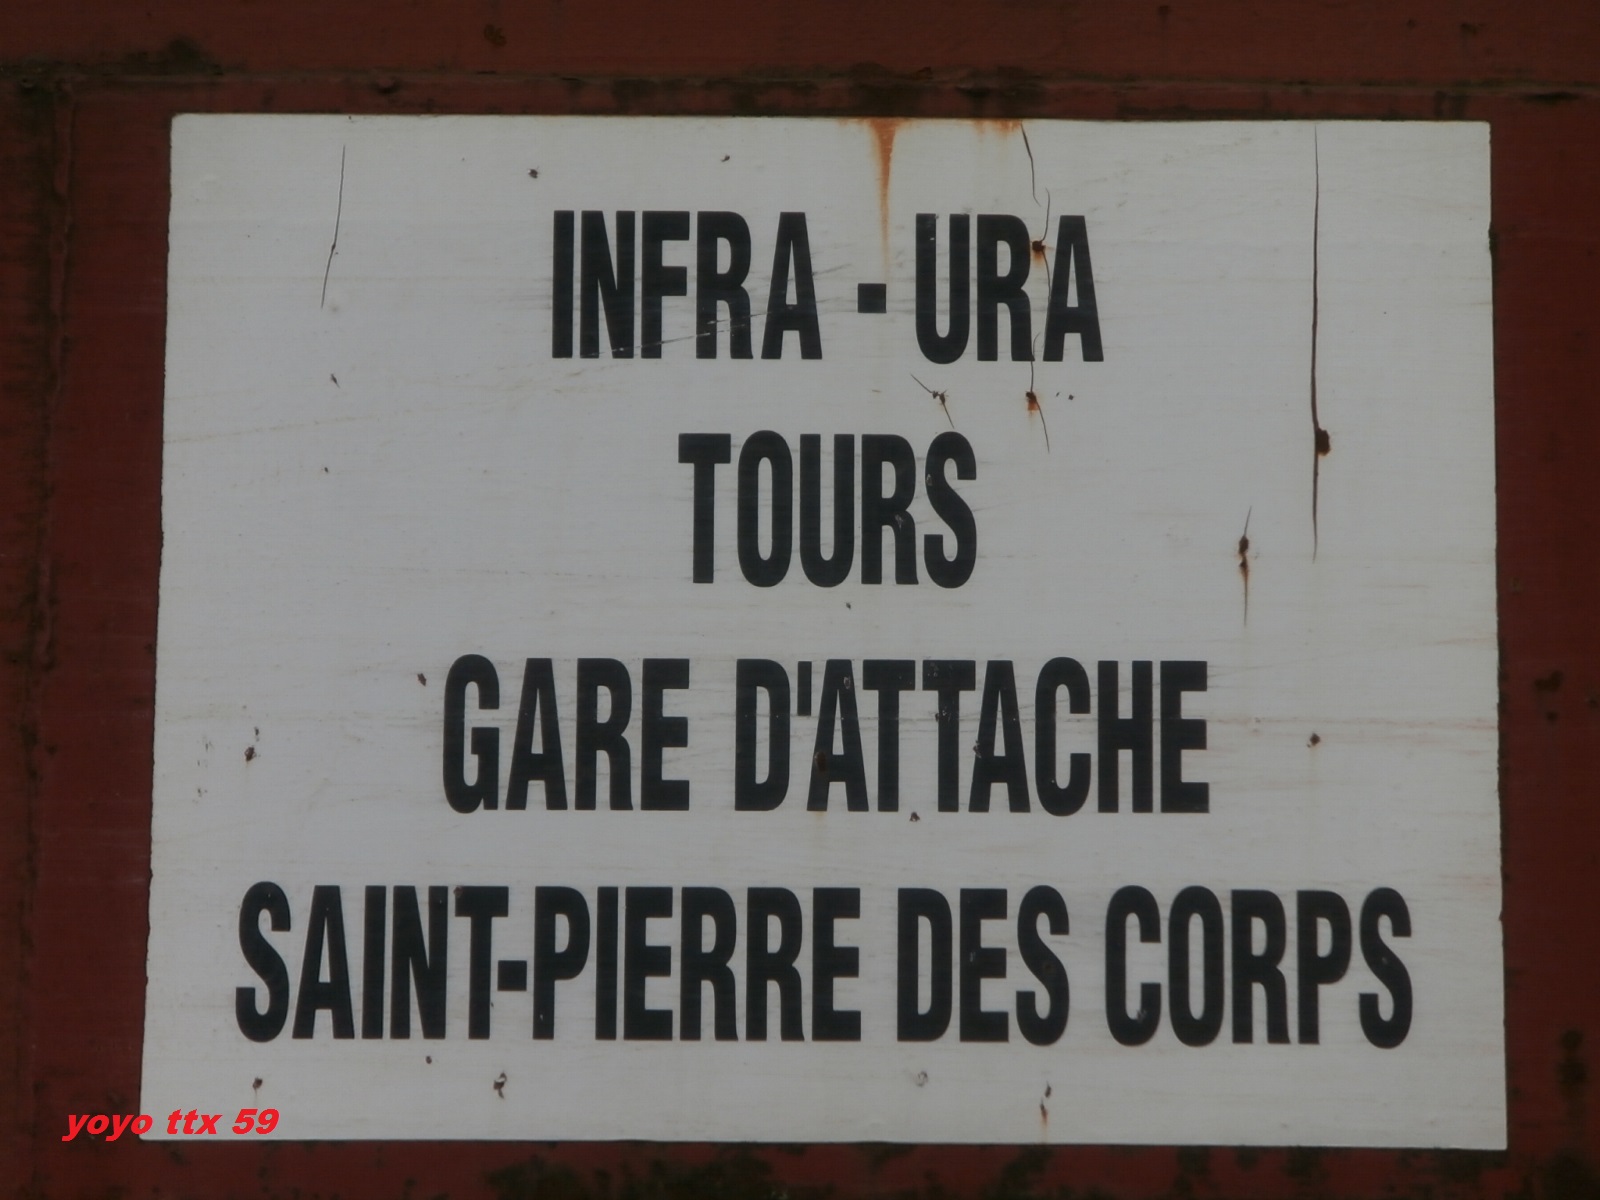 INFRA - URA
TOURS
GARE D'ATTACHE
SAINT-PIERRE DES CORPS
yoyo ttx 59